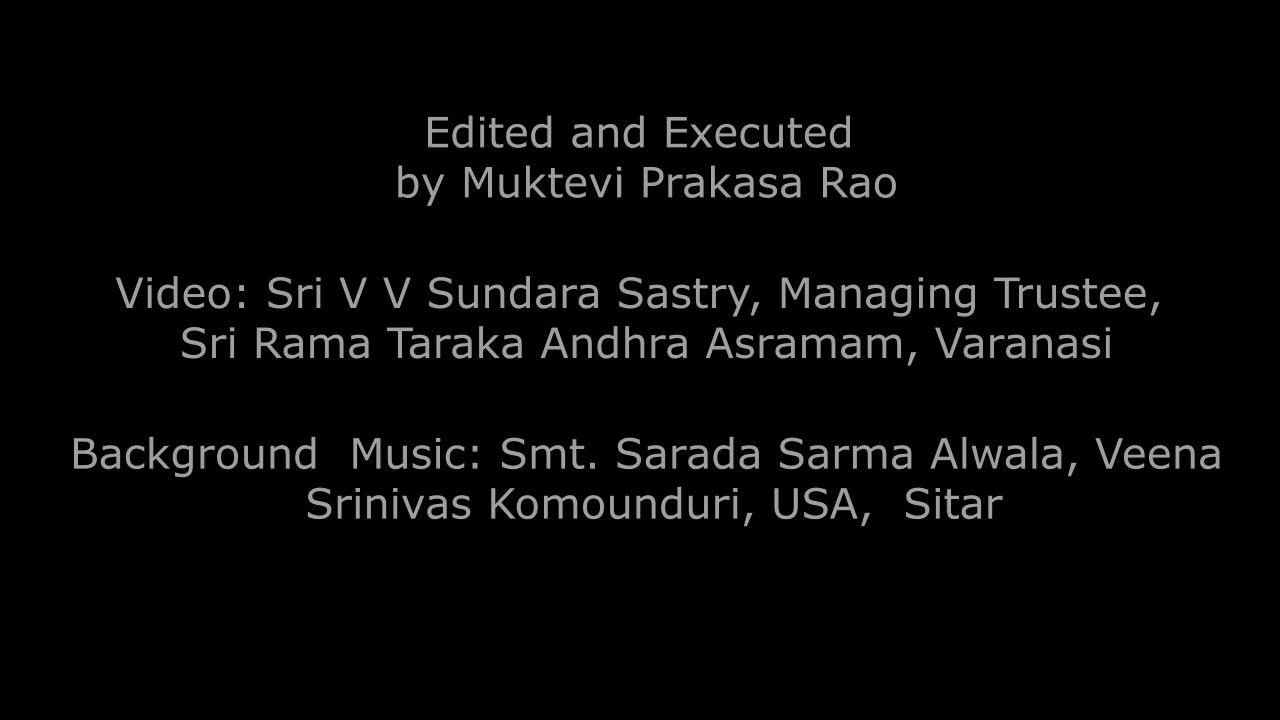 Edited and Executed
by Muktevi Prakasa Rao
Video: Sri V V Sundara Sastry, Managing Trustee,
Sri Rama Taraka Andhra Asramam, Varanasi
Background  Music: Smt. Sarada Sarma Alwala, Veena
Srinivas Komounduri, USA,  Sitar